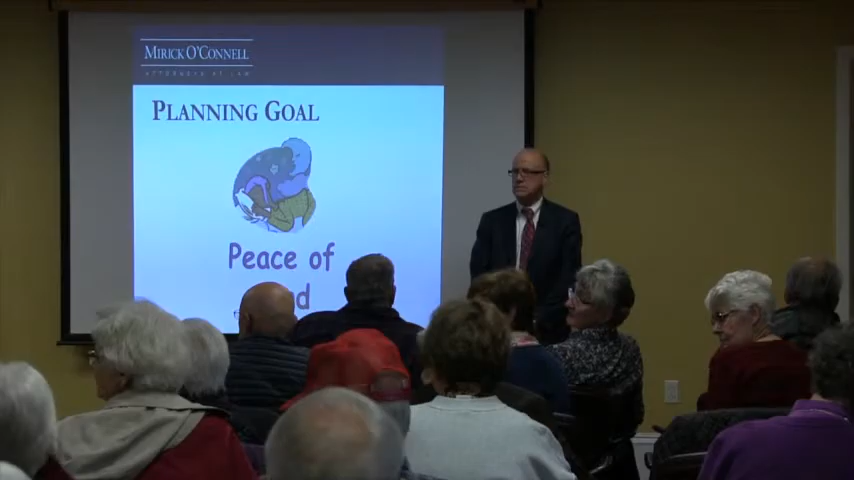 MIRICK O'CONNELL
ATTORNEYS AT LAW
PLANNING GOAL
Peace of